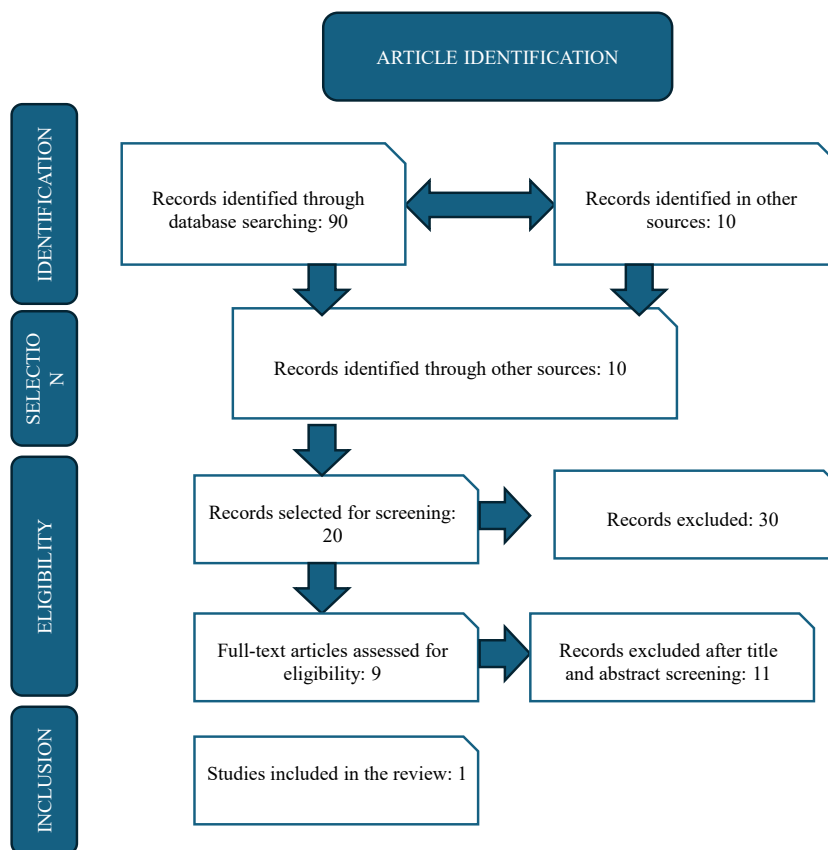 ARTICLE IDENTIFICATION
IDENTIFICATION
Records identified through
database searching: 90
Records identified in other
sources: 10
SELECTIO
N
Records identified through other sources: 10
ELIGIBILITY
Records selected for screening:
20
Records excluded: 30
Full-text articles assessed for
eligibility: 9
Records excluded after title
and abstract screening: 11
INCLUSION
Studies included in the review: 1